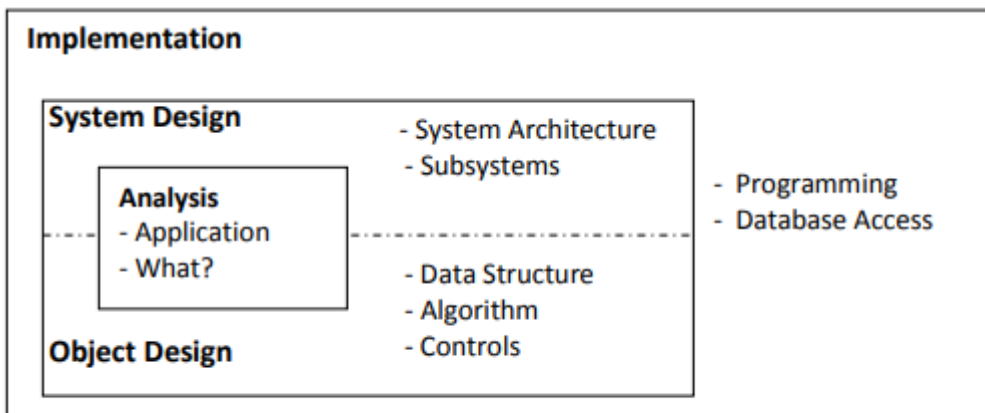 Implementation
System Design
- System Architecture
- Subsystems
Analysis
- Application
- What?
- Programming
- Database Access
- Data Structure
- Algorithm
- Controls
Object Design